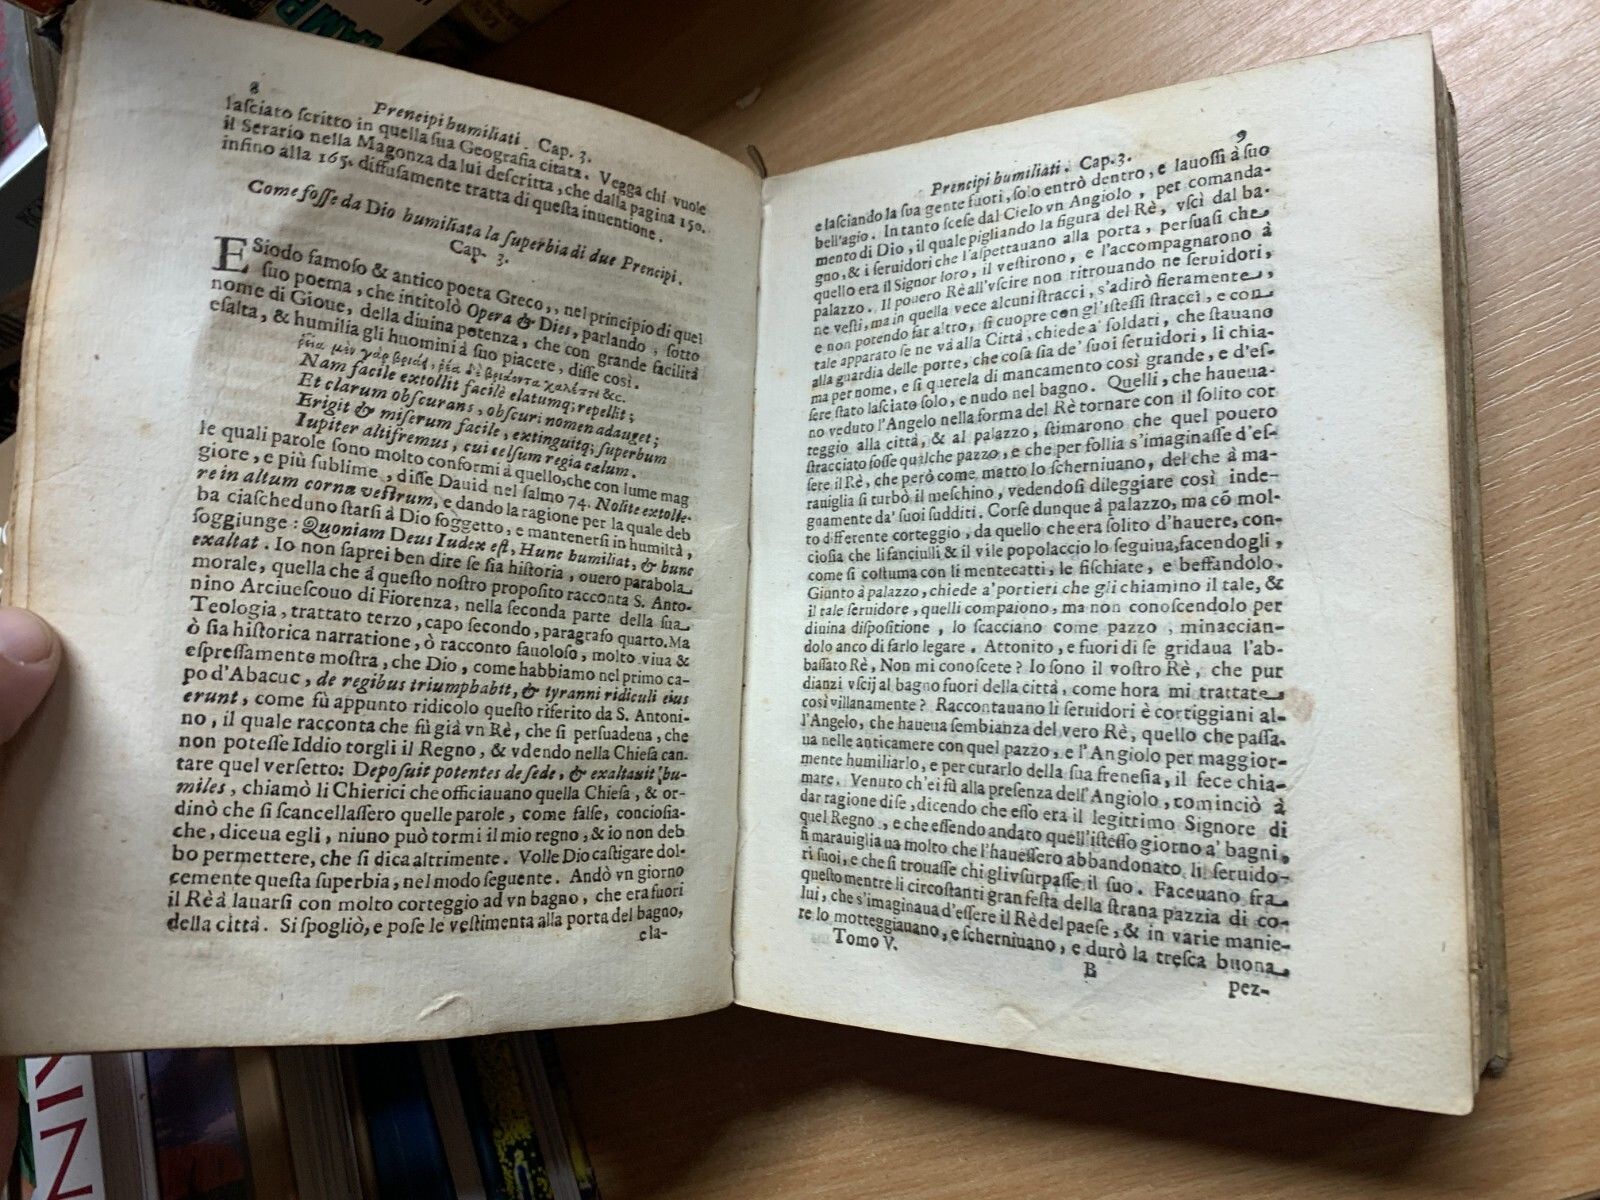 8
Prencipi humiliati. Cap. 3.
laſciato ſcritto in quella ſua Geografia citata. Vegga chi vuole
il Serario nella Magonza da lui deſcritta, che dalla pagina 150.
infino alla 165. diffuſamente tratta di queſta inuentione.
Come foſſe da Dio humiliata la ſuperbia di due Prencipi.
Cap. 3.
ESiodo famoſo & antico poeta Greco, nel principio di quel
ſuo poema, che intitolò Opera & Dies, parlando, ſotto
nome di Gioue, della diuina potenza, che con grande facilità
eſalta, & humilia gli huomini à ſuo piacere, diſſe così.
&c.
Nam facile extollit facilè elatumq; repellit;
Et clarum obſcurans, obſcuri nomen adauget;
Erigit & miſerum facile, extinguitq; ſuperbum
Iupiter altifremus, cui celſum regia cælum.
le quali parole ſono molto conformi à quello, che con lume mag
giore, e più ſublime, diſſe Dauid nel ſalmo 74. Nolite extolle-
re in altum cornæ veſtrum, e dando la ragione per la quale deb
ba ciaſcheduno ſtarſi à Dio ſoggetto, e mantenerſi in humiltà,
ſoggiunge: Quoniam Deus Iudex eſt, Hunc humiliat, & hunc
exaltat. Io non ſaprei ben dire ſe ſia hiſtoria, ouero parabola
morale, quella che à queſto noſtro propoſito racconta S. Anto-
nino Arciueſcouo di Fiorenza, nella ſeconda parte della ſua
Teologia, trattato terzo, capo ſecondo, paragrafo quarto. Ma
ò ſia hiſtorica narratione, ò racconto fauoloſo, molto viua &
eſpreſſamente moſtra, che Dio, come habbiamo nel primo ca-
po d'Abacuc, de regibus triumphabit, & tyranni ridiculi eius
erunt, come fù appunto ridicolo queſto riferito da S. Antoni-
no, il quale racconta che fù già vn Rè, che ſi perſuadena, che
non poteſſe Iddio torgli il Regno, & vdendo nella Chieſa can-
tare quel verſetto: Depoſuit potentes de ſede, & exaltauit hu-
miles, chiamò li Chierici che officiauano quella Chieſa, & or-
dinò che ſi ſcancellaſſero quelle parole, come falſe, conciosſia-
che, diceua egli, niuno può tormi il mio regno, & io non deb
bo permettere, che ſi dica altrimente. Volle Dio caſtigare dol-
cemente queſta ſuperbia, nel modo ſeguente. Andò vn giorno
il Rè à lauarſi con molto corteggio ad vn bagno, che era fuori
della città. Si ſpogliò, e poſe le veſtimenta alla porta del bagno,
e la-
9
Prencipi humiliati. Cap. 3.
e laſciando la ſua gente fuori, ſolo entrò dentro, e lauoſſi à ſuo
bell'agio. In tanto sceſe dal Cielo vn Angiolo, per comanda-
mento di Dio, il quale pigliando la figura del Rè, vſcì dal ba-
gno, & i ſeruidori che l'aſpettauano alla porta, perſuaſi che
quello era il Signor loro, il veſtirono, e l'accompagnarono à
palazzo. Il pouero Rè all'vſcire non ritrouando ne ſeruidori,
ne veſti, ma in quella vece alcuni ſtracci, s'adirò fieramente,
e non potendo far altro, ſi cuopre con gl'iſteſſi ſtracci, e con
tale apparato ſe ne và alla Città, chiede a' ſoldati, che ſtauano
alla guardia delle porte, che coſa ſia de' ſuoi ſeruidori, li chia-
ma per nome, e ſi querela di mancamento così grande, e d'eſ-
ſere ſtato laſciato ſolo, e nudo nel bagno. Quelli, che haueua-
no veduto l'Angelo nella forma del Rè tornare con il ſolito cor
teggio alla città, & al palazzo, ſtimarono che quel pouero
ſtracciato foſſe qualche pazzo, e che per follia s'imaginaſſe d'eſ-
ſere il Rè, che però come matto lo ſcherniuano, del che à ma-
rauiglia ſi turbò il meſchino, vedendoſi dileggiare così inde-
gnamente da' ſuoi ſudditi. Corſe dunque à palazzo, ma cõ mol-
to differente corteggio, da quello che era ſolito d'hauere, con-
cioſia che li fanciulli & il vile popolaccio lo ſeguiua, facendogli,
come ſi coſtuma con li mentecatti, le fiſchiate, e beffandolo.
Giunto à palazzo, chiede a' portieri che gli chiamino il tale, &
il tale ſeruidore, quelli compaiono, ma non conoſcendolo per
diuina diſpoſitione, lo ſcacciano come pazzo, minaccian-
dolo anco di farlo legare. Attonito, e fuori di ſe gridaua l'ab-
baſſato Rè, Non mi conoſcete? Io ſono il voſtro Rè, che pur
dianzi vſcij al bagno fuori della città, come hora mi trattate
così villanamente? Raccontauano li ſeruidori è cortiggiani al-
l'Angelo, che haueua ſembianza del vero Rè, quello che paſſa-
ua nelle anticamere con quel pazzo, e l'Angiolo per maggior-
mente humiliarlo, e per curarlo della ſua freneſia, il fece chia-
mare. Venuto ch'ei fù alla preſenza dell'Angiolo, cominciò à
dar ragione di ſe, dicendo che eſſo era il legittimo Signore di
quel Regno, e che eſſendo andato quell'iſteſſo giorno a' bagni,
ſi marauigliaua molto che l'haueſſero abbandonato li ſeruido-
ri ſuoi, e che ſi trouaſſe chi gli vſurpaſſe il ſuo. Faceuano fra
queſto mentre li circoſtanti gran feſta della ſtrana pazzia di co-
lui, che s'imaginaua d'eſſere il Rè del paeſe, & in varie manie-
re lo motteggiauano, e ſcherniuano, e durò la treſca buona
Tomo V.
B
pez-